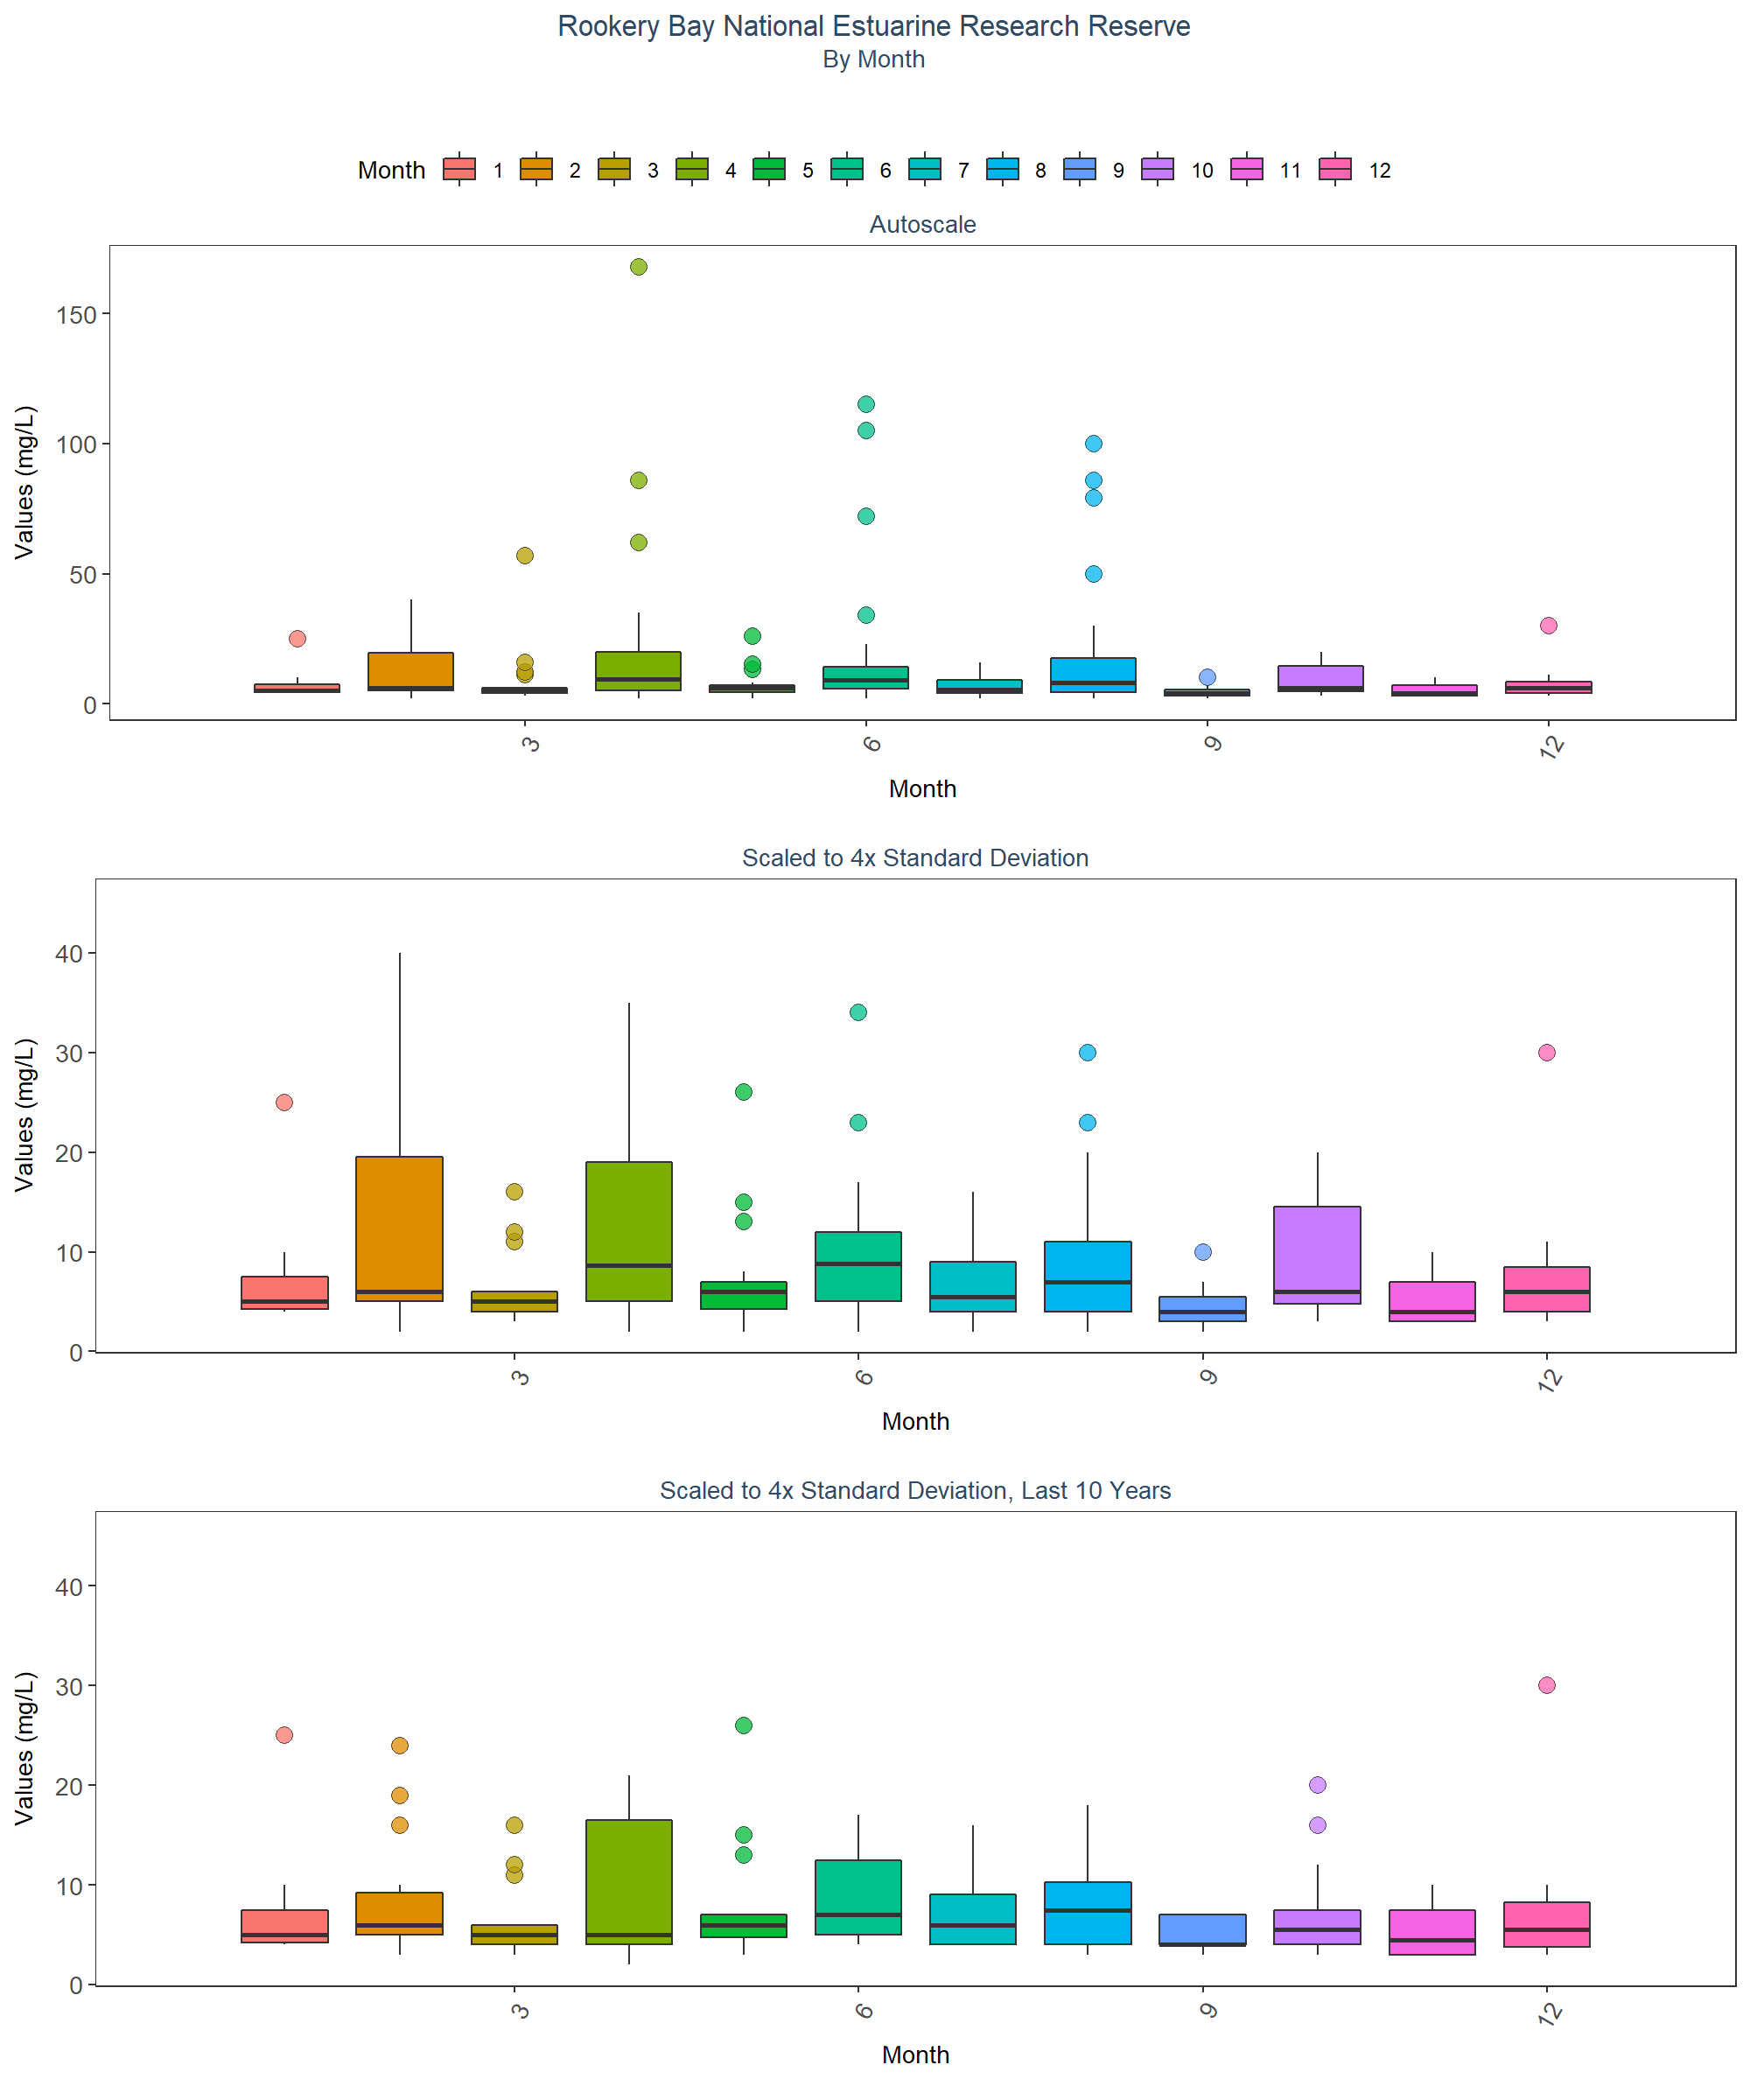 Rookery Bay National Estuarine Research Reserve
By Month
Month 1 2 3 4 5 6 7 8 9 10 11 12
Autoscale
Values (mg/L)
150
100
50
0
3 6 9 12
Month
Scaled to 4x Standard Deviation
Values (mg/L)
40
30
20
10
0
3 6 9 12
Month
Scaled to 4x Standard Deviation, Last 10 Years
Values (mg/L)
40
30
20
10
0
3 6 9 12
Month